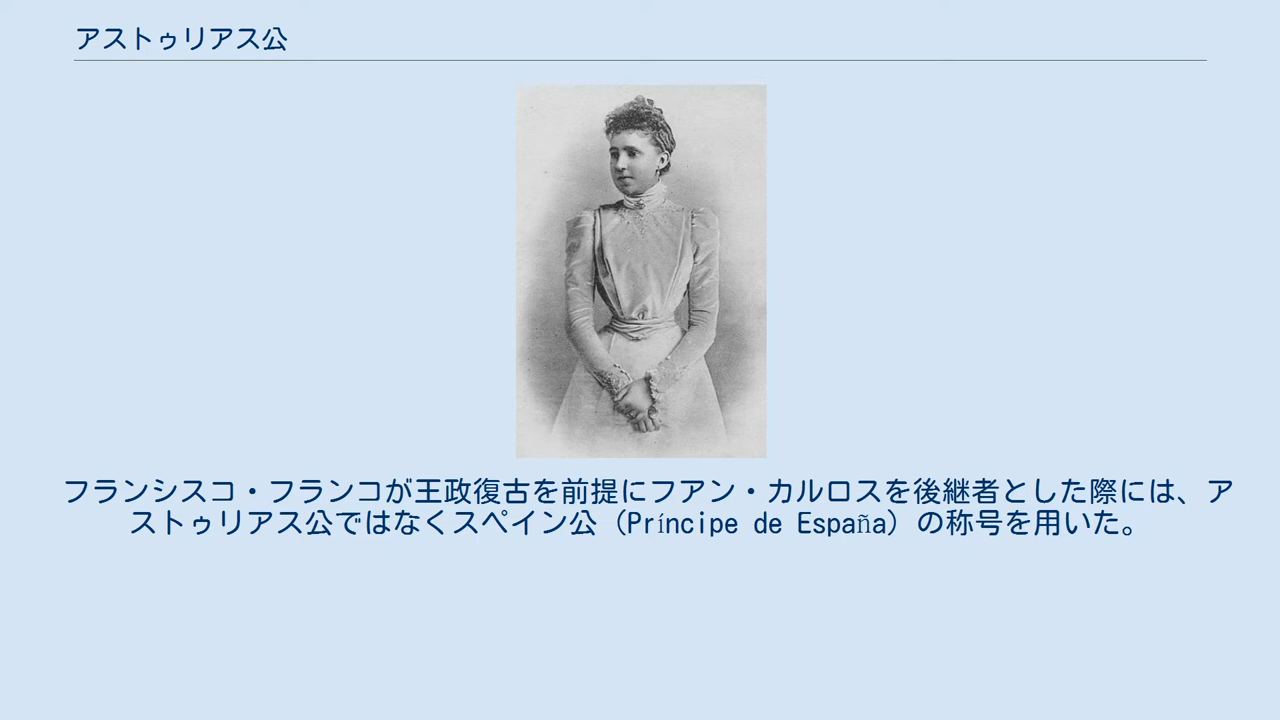 アストゥリアス公
フランシスコ・フランコが王政復古を前提にフアン・カルロスを後継者とした際には、ア
ストゥリアス公ではなくスペイン公（Príncipe de España）の称号を用いた。